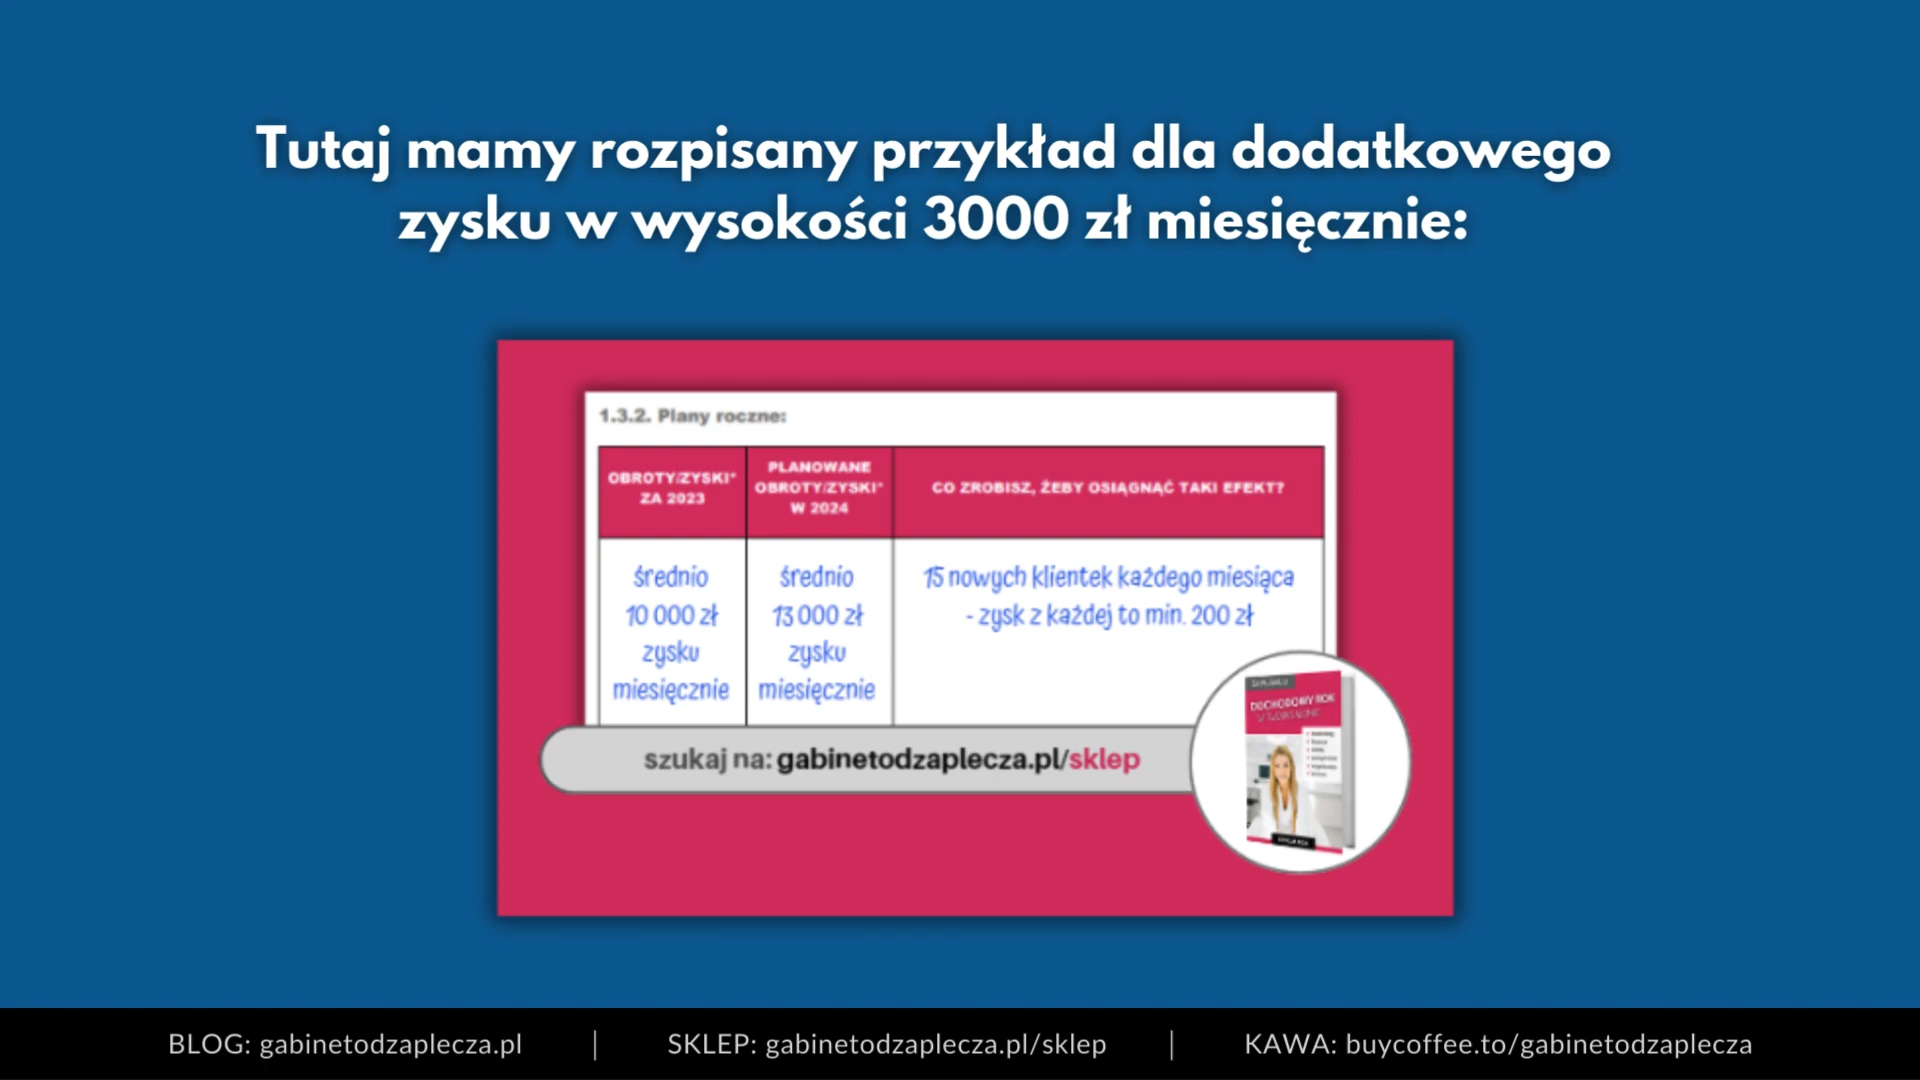 Tutaj mamy rozpisany przykład dla dodatkowego
zysku w wysokości 3000 zł miesięcznie:
1.3.2. Plany roczne:
OBROTY/ZYSKI*
ZA 2023
PLANOWANE
OBROTY/ZYSKI*
W 2024
CO ZROBISZ, ŻEBY OSIĄGNĄĆ TAKI EFEKT?
średnio
10 000 zł
zysku
miesięcznie
średnio
13 000 zł
zysku
miesięcznie
15 nowych klientek każdego miesiąca
- zysk z każdej to min. 200 zł
szukaj na: gabinetodzaplecza.pl/sklep
DOCHODOWY ROK
BLOG: gabinetodzaplecza.pl | SKLEP: gabinetodzaplecza.pl/sklep | KAWA: buycoffee.to/gabinetodzaplecza